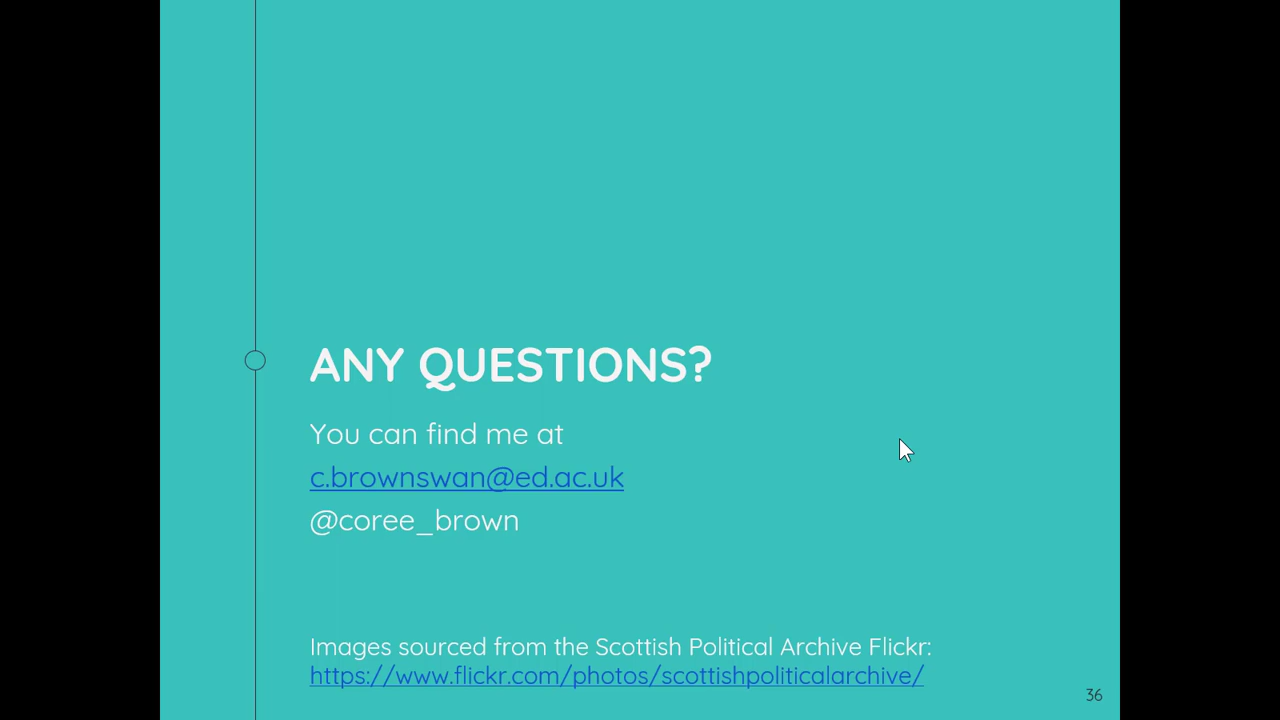 ANY QUESTIONS?
You can find me at
c.brownswan@ed.ac.uk
@coree_brown
Images sourced from the Scottish Political Archive Flickr:
https://www.flickr.com/photos/scottishpoliticalarchive/
36